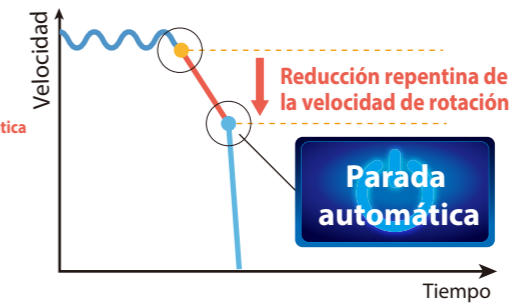 Velocidad
Reducción repentina de
la velocidad de rotación
tica
Parada
automática
Tiempo